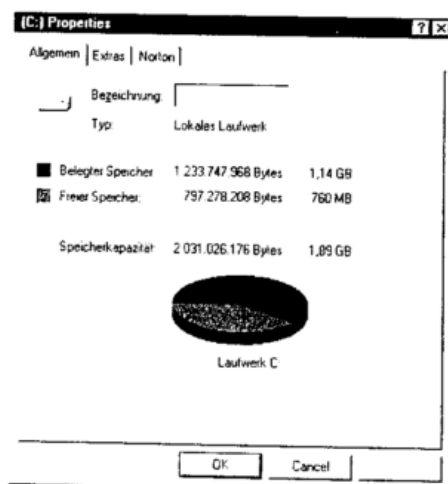 (C:) Properties
Allgemein Extras Norton
Bezeichnung:
Typ: Lokales Laufwerk
Belegter Speicher 1 233.747.968 Bytes 1,14 GB
Freier Speicher: 797.278.208 Bytes 760 MB
Speicherkapazität 2 031.026.176 Bytes 1,89 GB
Laufwerk C
OK Cancel